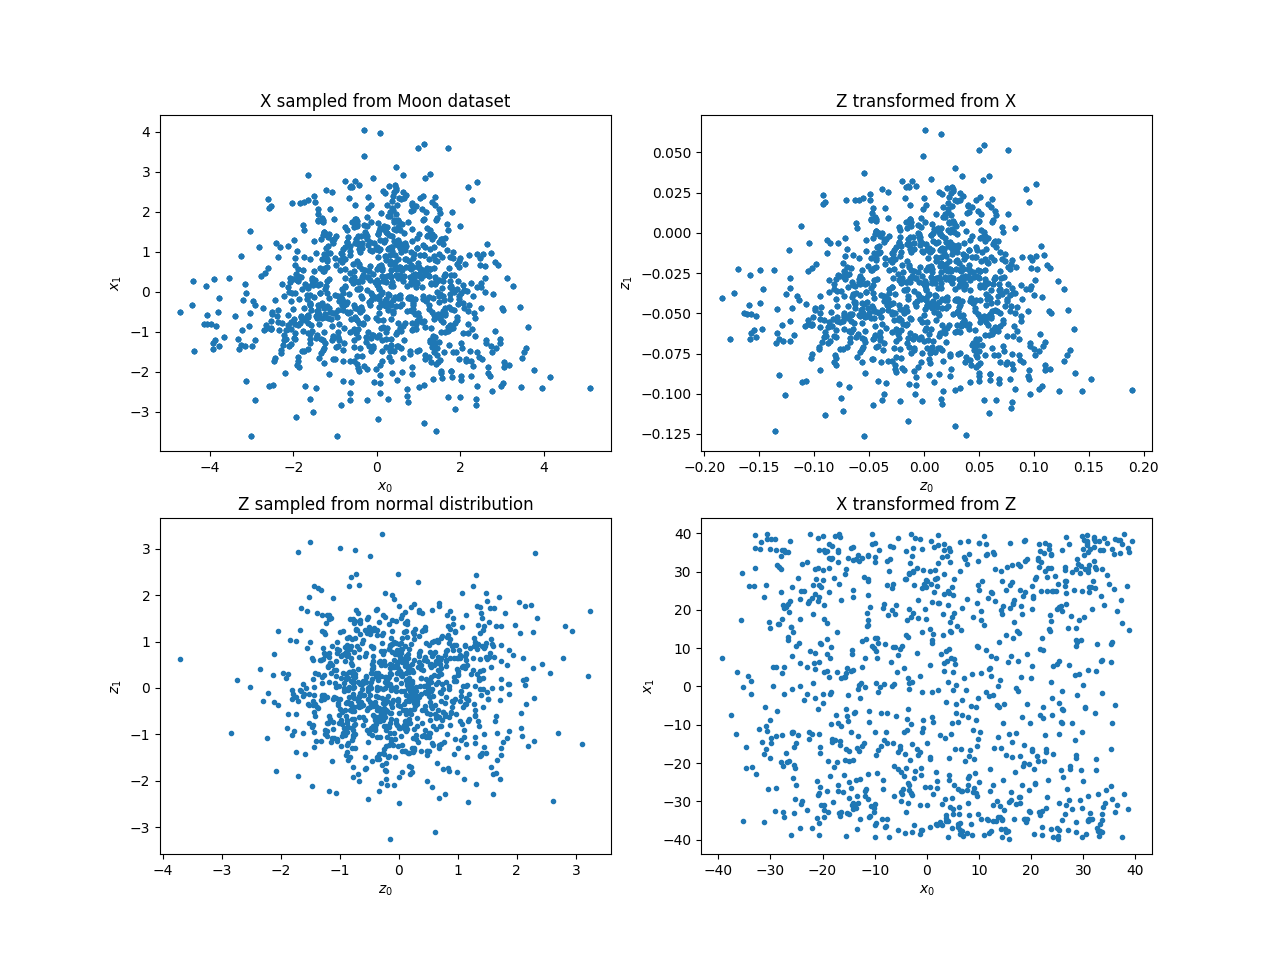 X sampled from Moon dataset
4
3
2
1
0
−1
−2
−3
x₁
−4 −2 0 2 4
x₀
Z transformed from X
0.050
0.025
0.000
−0.025
−0.050
−0.075
−0.100
−0.125
z₁
−0.20 −0.15 −0.10 −0.05 0.00 0.05 0.10 0.15 0.20
z₀
Z sampled from normal distribution
3
2
1
0
−1
−2
−3
z₁
−4 −3 −2 −1 0 1 2 3
z₀
X transformed from Z
40
30
20
10
0
−10
−20
−30
−40
x₁
−40 −30 −20 −10 0 10 20 30 40
x₀